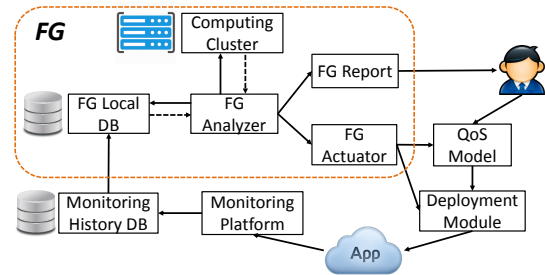 FG
Computing
Cluster
FG Report
FG Local
DB
FG
Analyzer
FG
Actuator
QoS
Model
Monitoring
History DB
Monitoring
Platform
Deployment
Module
App